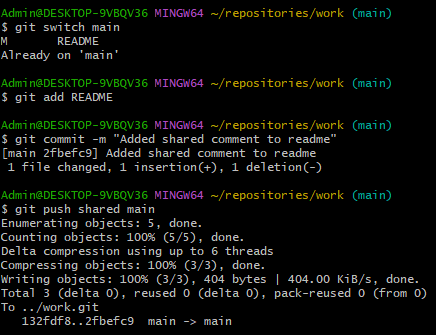 Admin@DESKTOP-9VBQV36 MINGW64 ~/repositories/work (main)
$ git switch main
M       README
Already on 'main'
Admin@DESKTOP-9VBQV36 MINGW64 ~/repositories/work (main)
$ git add README
Admin@DESKTOP-9VBQV36 MINGW64 ~/repositories/work (main)
$ git commit -m "Added shared comment to readme"
[main 2fbefc9] Added shared comment to readme
 1 file changed, 1 insertion(+), 1 deletion(-)
Admin@DESKTOP-9VBQV36 MINGW64 ~/repositories/work (main)
$ git push shared main
Enumerating objects: 5, done.
Counting objects: 100% (5/5), done.
Delta compression using up to 6 threads
Compressing objects: 100% (3/3), done.
Writing objects: 100% (3/3), 404 bytes | 404.00 KiB/s, done.
Total 3 (delta 0), reused 0 (delta 0), pack-reused 0 (from 0)
To ../work.git
   132fdf8..2fbefc9  main -> main